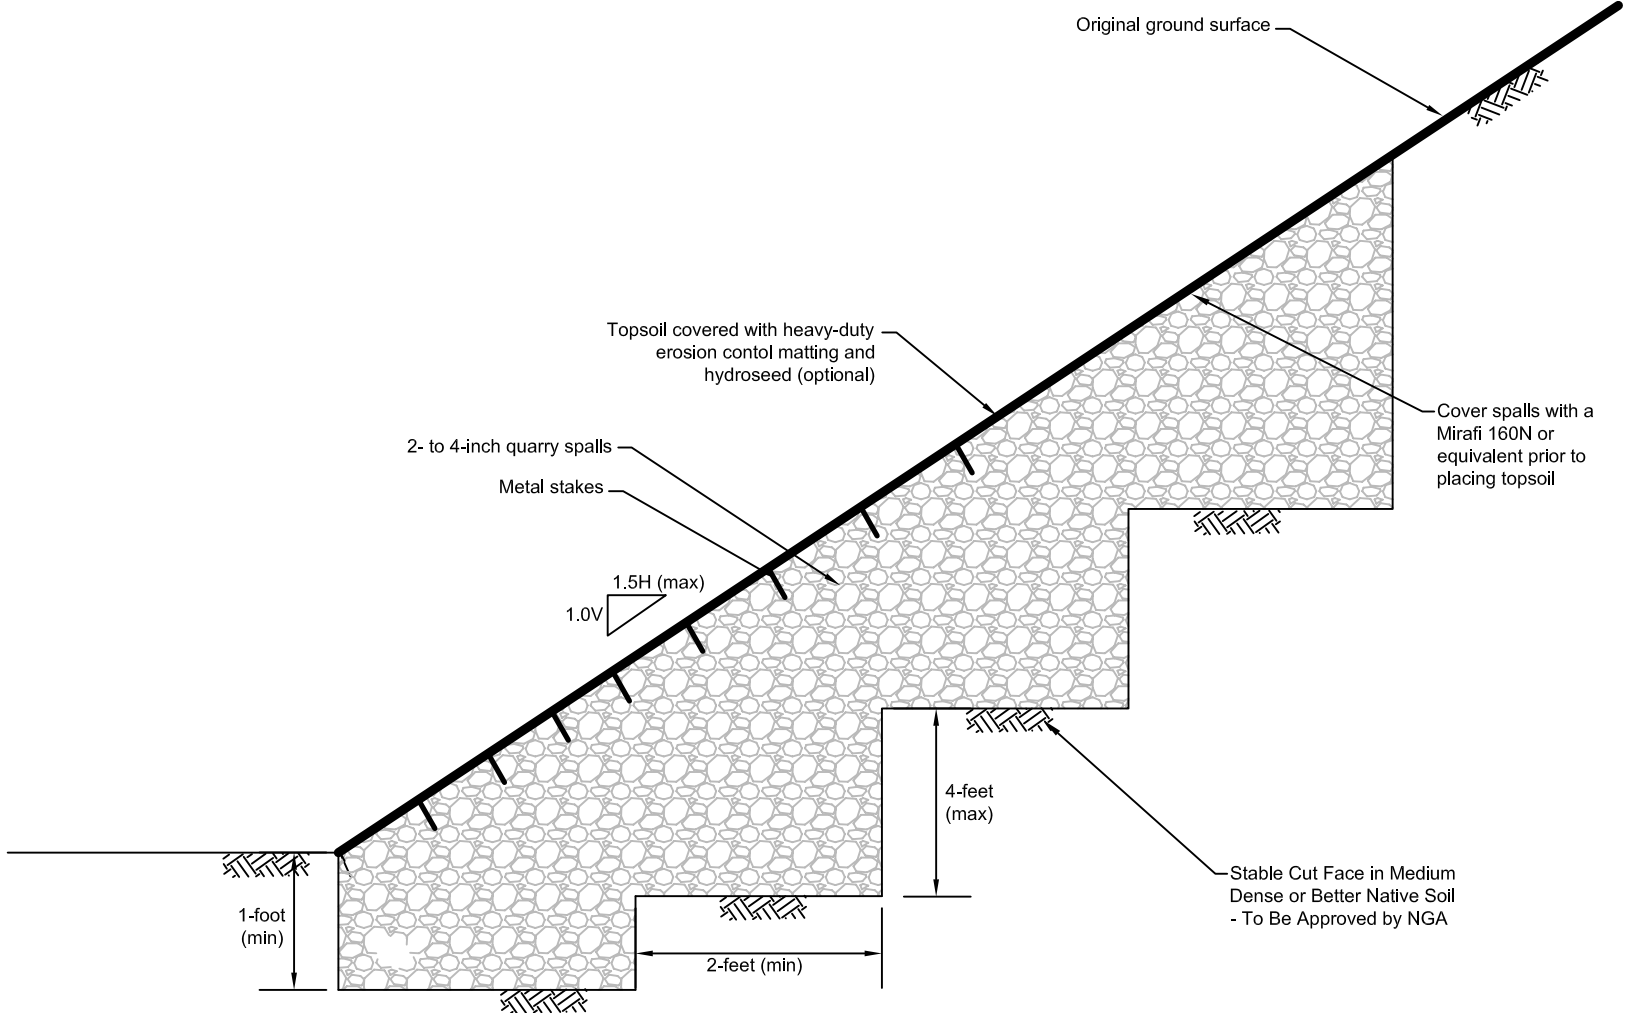 Original ground surface
Topsoil covered with heavy-duty
erosion contol matting and
hydroseed (optional)
Cover spalls with a
Mirafi 160N or
equivalent prior to
placing topsoil
2- to 4-inch quarry spalls
Metal stakes
1.5H (max)
1.0V
4-feet
(max)
Stable Cut Face in Medium
Dense or Better Native Soil
- To Be Approved by NGA
1-foot
(min)
2-feet (min)